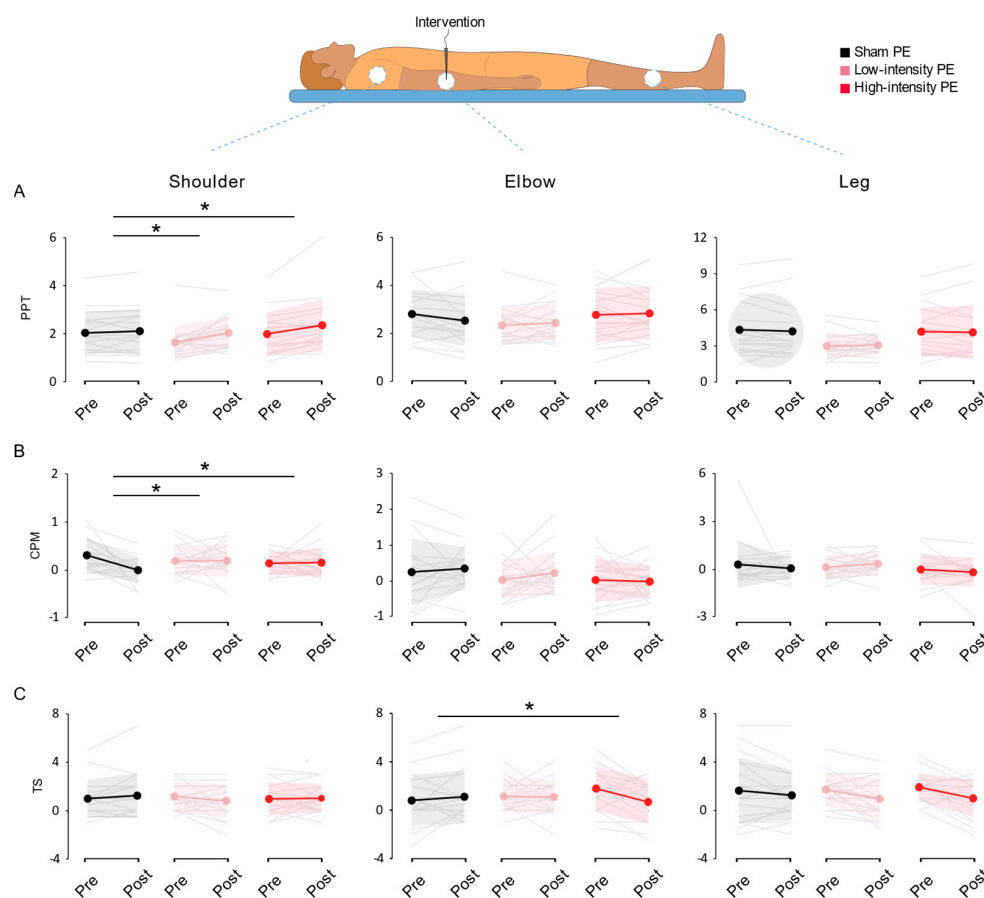 Intervention
Sham PE
Low-intensity PE
High-intensity PE
Shoulder Elbow Leg
A
* *
PPT
6 4 2 0
6 4 2 0
12 9 6 3 0
Pre Post Pre Post Pre Post
Pre Post Pre Post Pre Post
Pre Post Pre Post Pre Post
B
* *
CPM
2 1 0 -1
3 2 1 0 -1
6 3 0 -3
Pre Post Pre Post Pre Post
Pre Post Pre Post Pre Post
Pre Post Pre Post Pre Post
C
*
TS
8 4 0 -4
8 4 0 -4
8 4 0 -4
Pre Post Pre Post Pre Post
Pre Post Pre Post Pre Post
Pre Post Pre Post Pre Post